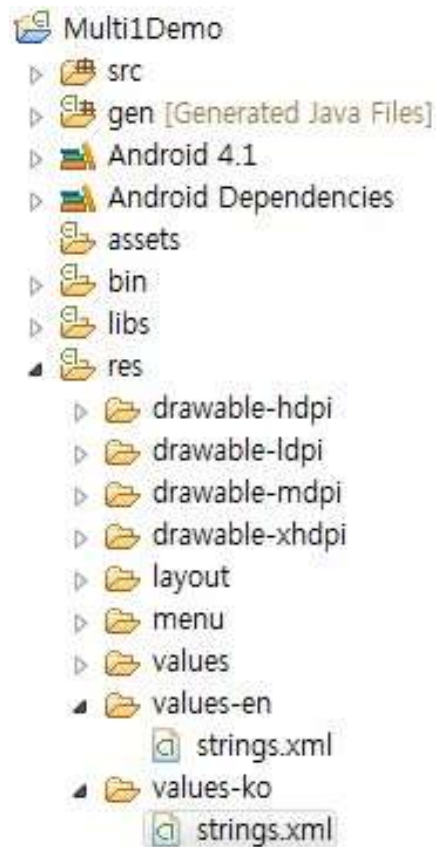 Multi1Demo
src
gen [Generated Java Files]
Android 4.1
Android Dependencies
assets
bin
libs
res
drawable-hdpi
drawable-ldpi
drawable-mdpi
drawable-xhdpi
layout
menu
values
values-en
strings.xml
values-ko
strings.xml